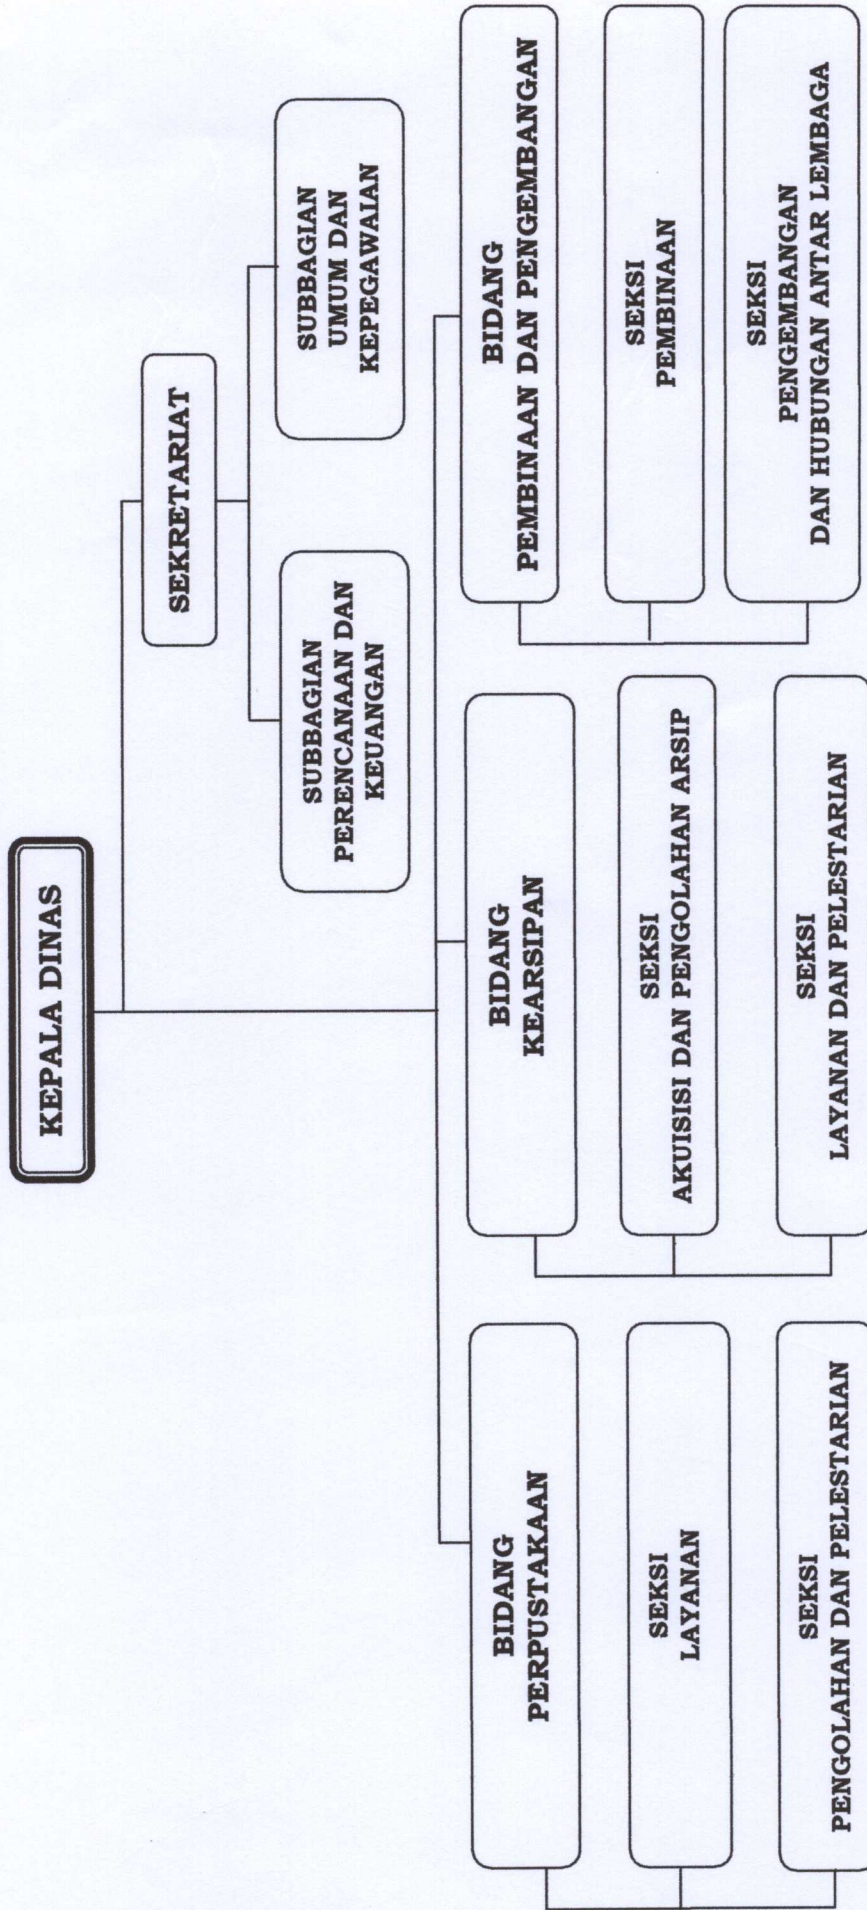 KEPALA DINAS
SEKRETARIAT
SUBBAGIAN
PERENCANAAN DAN
KEUANGAN
SUBBAGIAN
UMUM DAN
KEPEGAWAIAN
BIDANG
PERPUSTAKAAN
SEKSI
LAYANAN
SEKSI
PENGOLAHAN DAN PELESTARIAN
BIDANG
KEARSIPAN
SEKSI
AKUISISI DAN PENGOLAHAN ARSIP
SEKSI
LAYANAN DAN PELESTARIAN
BIDANG
PEMBINAAN DAN PENGEMBANGAN
SEKSI
PEMBINAAN
SEKSI
PENGEMBANGAN
DAN HUBUNGAN ANTAR LEMBAGA